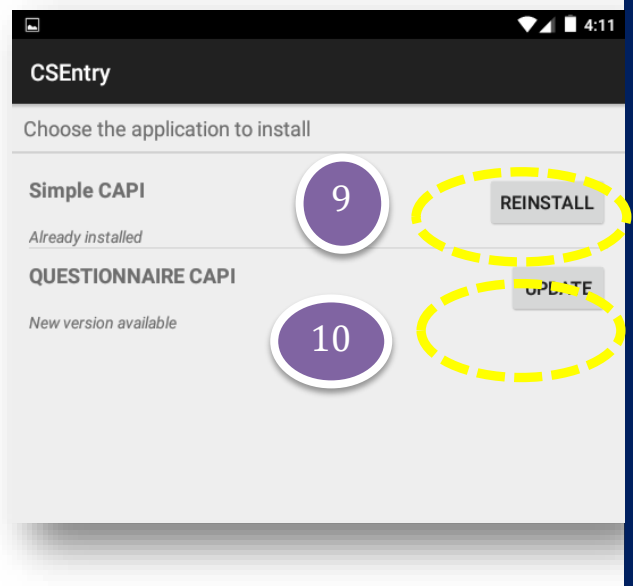 4:11
CSEntry
Choose the application to install
Simple CAPI
9
REINSTALL
Already installed
QUESTIONNAIRE CAPI
UPDATE
New version available
10